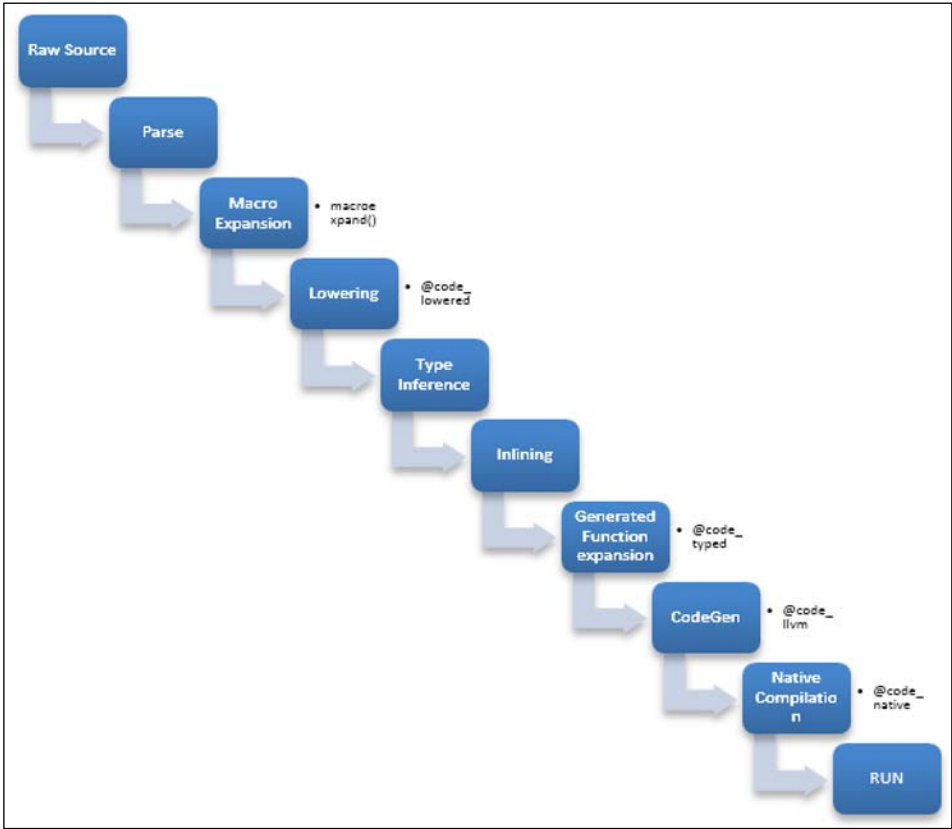 Raw Source
Parse
Macro
Expansion
• macroe
xpand()
Lowering
• @code_
lowered
Type
Inference
Inlining
Generated
Function
expansion
• @code_
typed
CodeGen
• @code_
llvm
Native
Compilatio
n
• @code_
native
RUN